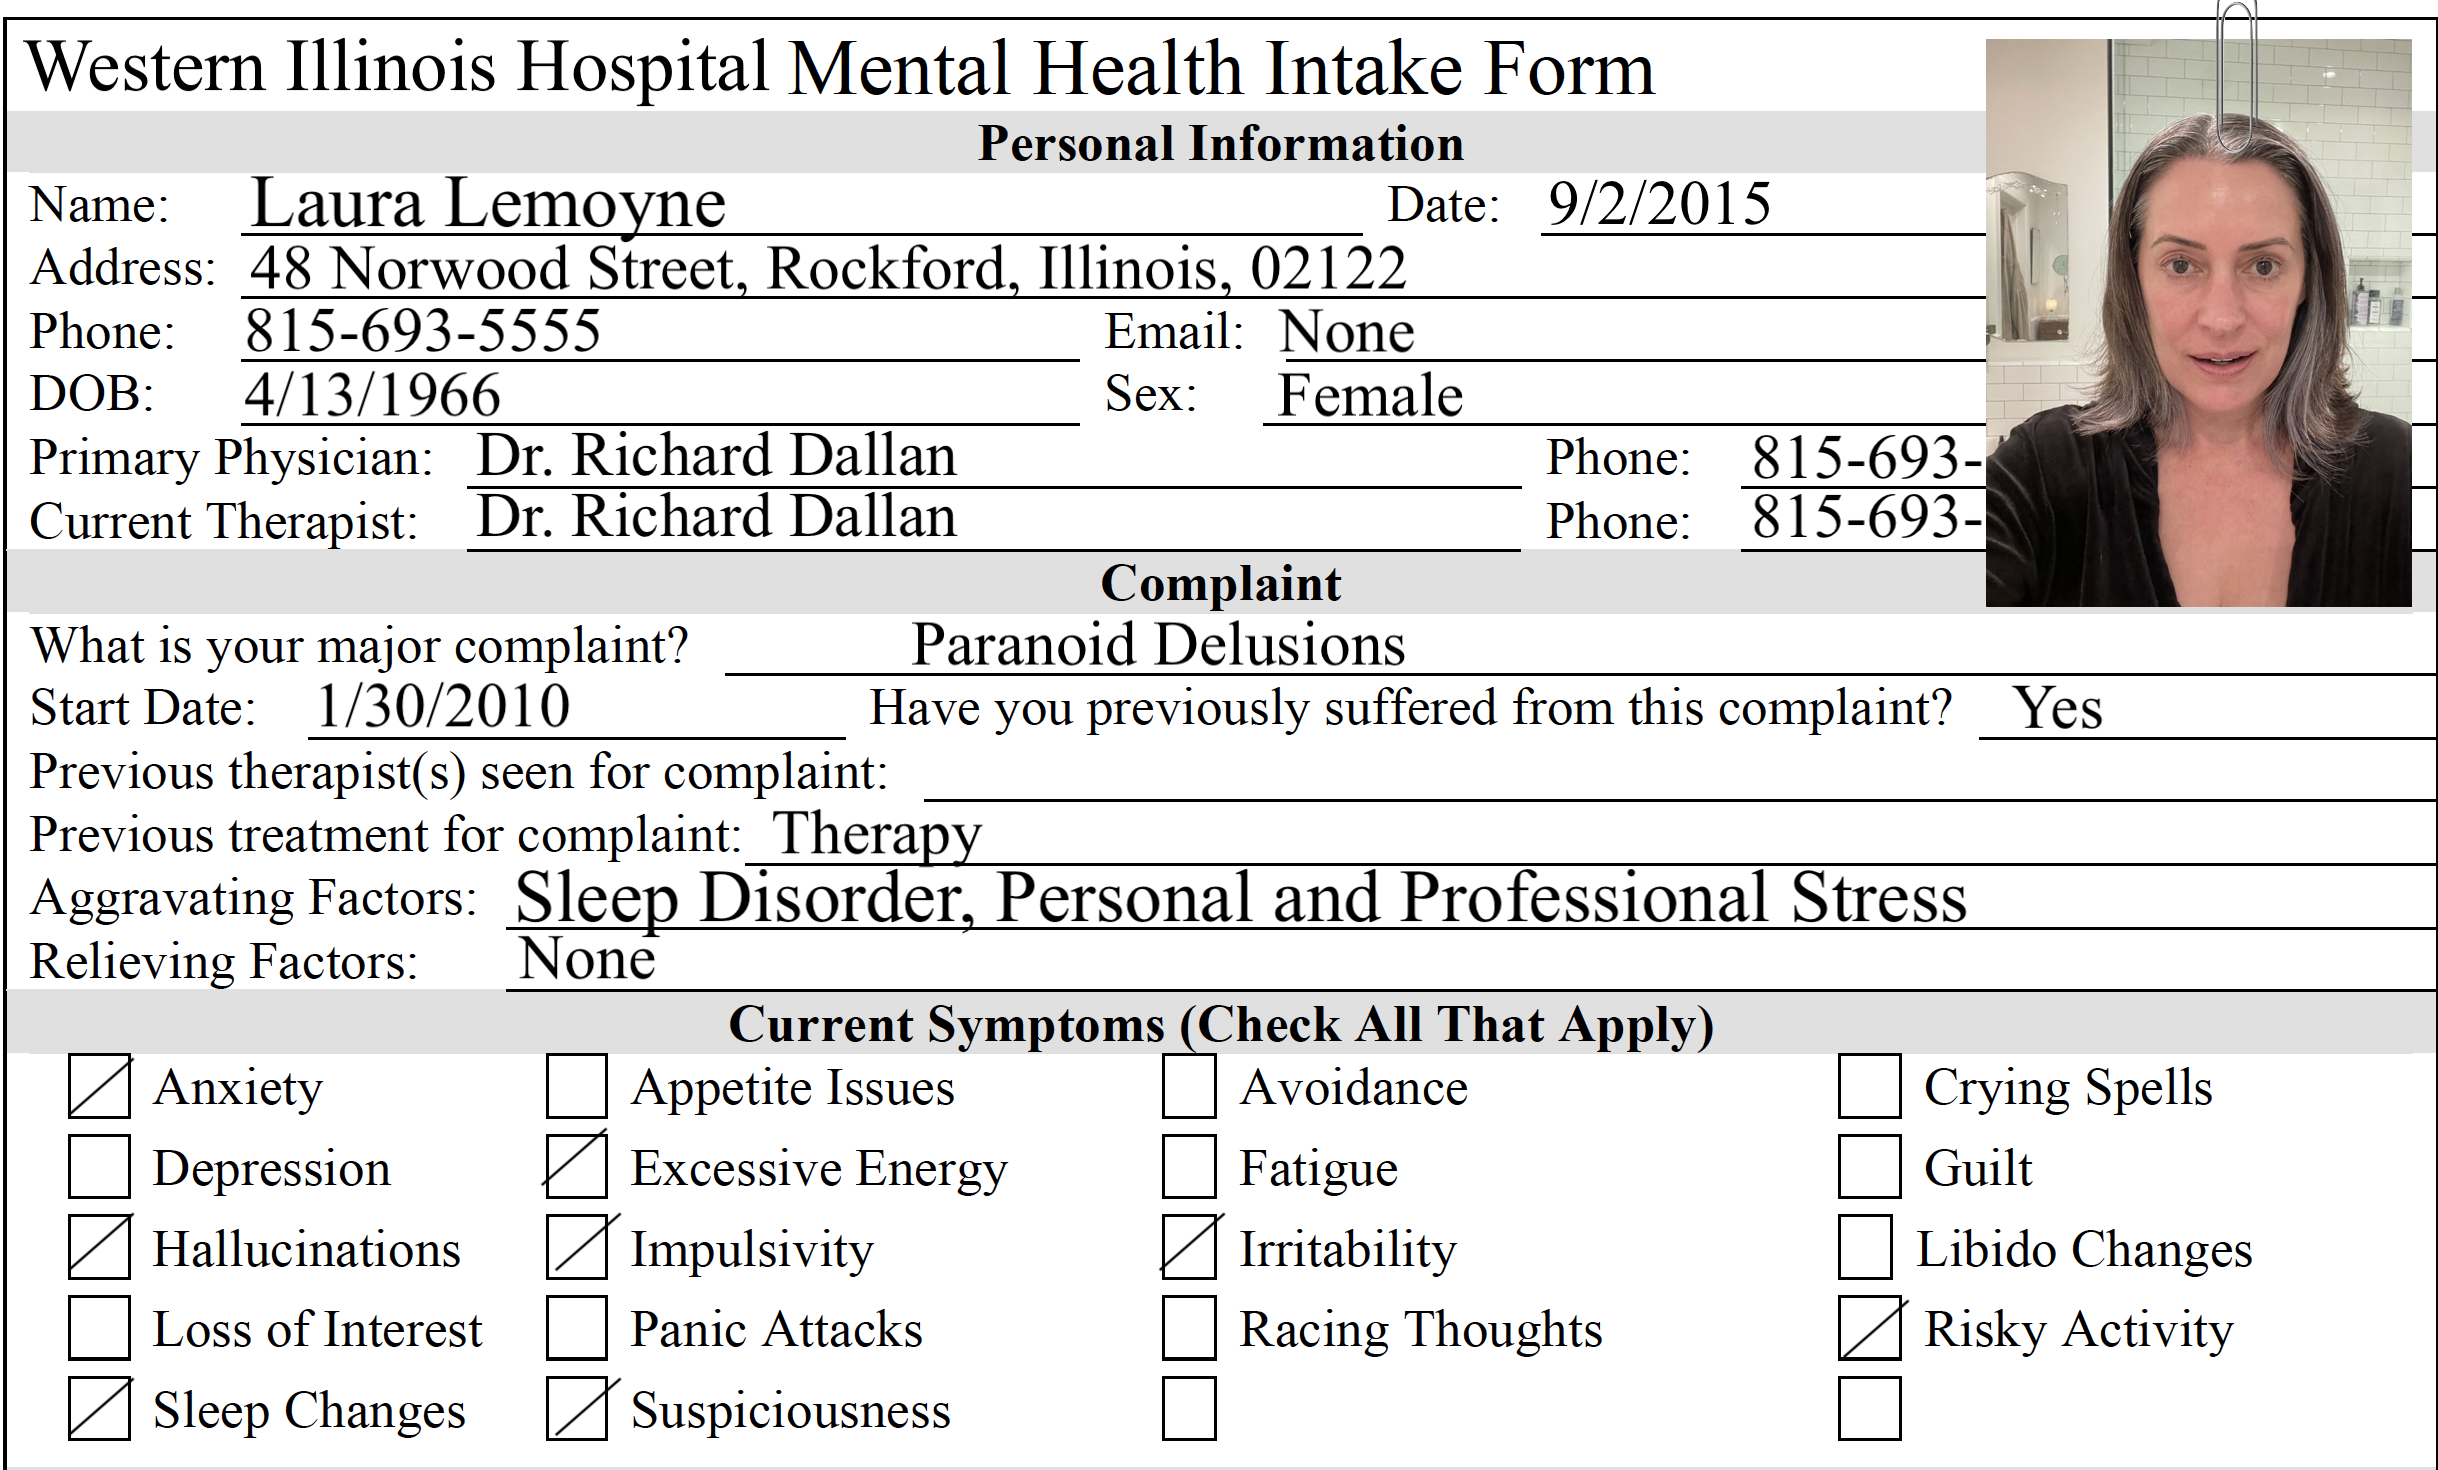 Western Illinois Hospital Mental Health Intake Form
Personal Information
Name: Laura Lemoyne Date: 9/2/2015
Address: 48 Norwood Street, Rockford, Illinois, 02122
Phone: 815-693-5555 Email: None
DOB: 4/13/1966 Sex: Female
Primary Physician: Dr. Richard Dallan Phone: 815-693-
Current Therapist: Dr. Richard Dallan Phone: 815-693-
Complaint
What is your major complaint? Paranoid Delusions
Start Date: 1/30/2010 Have you previously suffered from this complaint? Yes
Previous therapist(s) seen for complaint:
Previous treatment for complaint: Therapy
Aggravating Factors: Sleep Disorder, Personal and Professional Stress
Relieving Factors: None
Current Symptoms (Check All That Apply)
Anxiety Appetite Issues Avoidance Crying Spells
Depression Excessive Energy Fatigue Guilt
Hallucinations Impulsivity Irritability Libido Changes
Loss of Interest Panic Attacks Racing Thoughts Risky Activity
Sleep Changes Suspiciousness